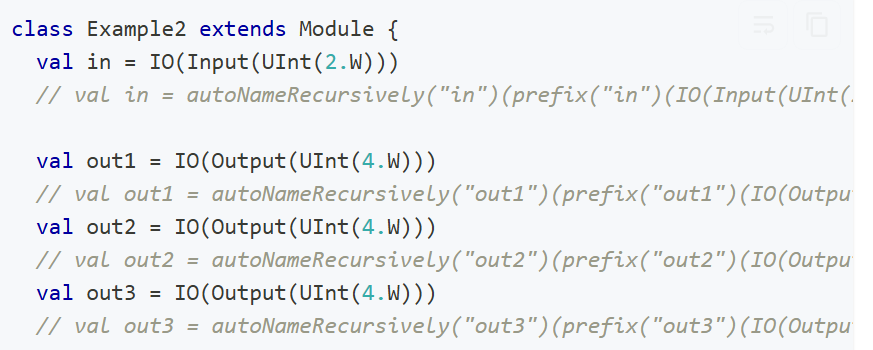 class Example2 extends Module {
val in = IO(Input(UInt(2.W)))
// val in = autoNameRecursively("in")(prefix("in")(IO(Input(UInt(
val out1 = IO(Output(UInt(4.W)))
// val out1 = autoNameRecursively("out1")(prefix("out1")(IO(Outpu
val out2 = IO(Output(UInt(4.W)))
// val out2 = autoNameRecursively("out2")(prefix("out2")(IO(Outpu
val out3 = IO(Output(UInt(4.W)))
// val out3 = autoNameRecursively("out3")(prefix("out3")(IO(Outpu